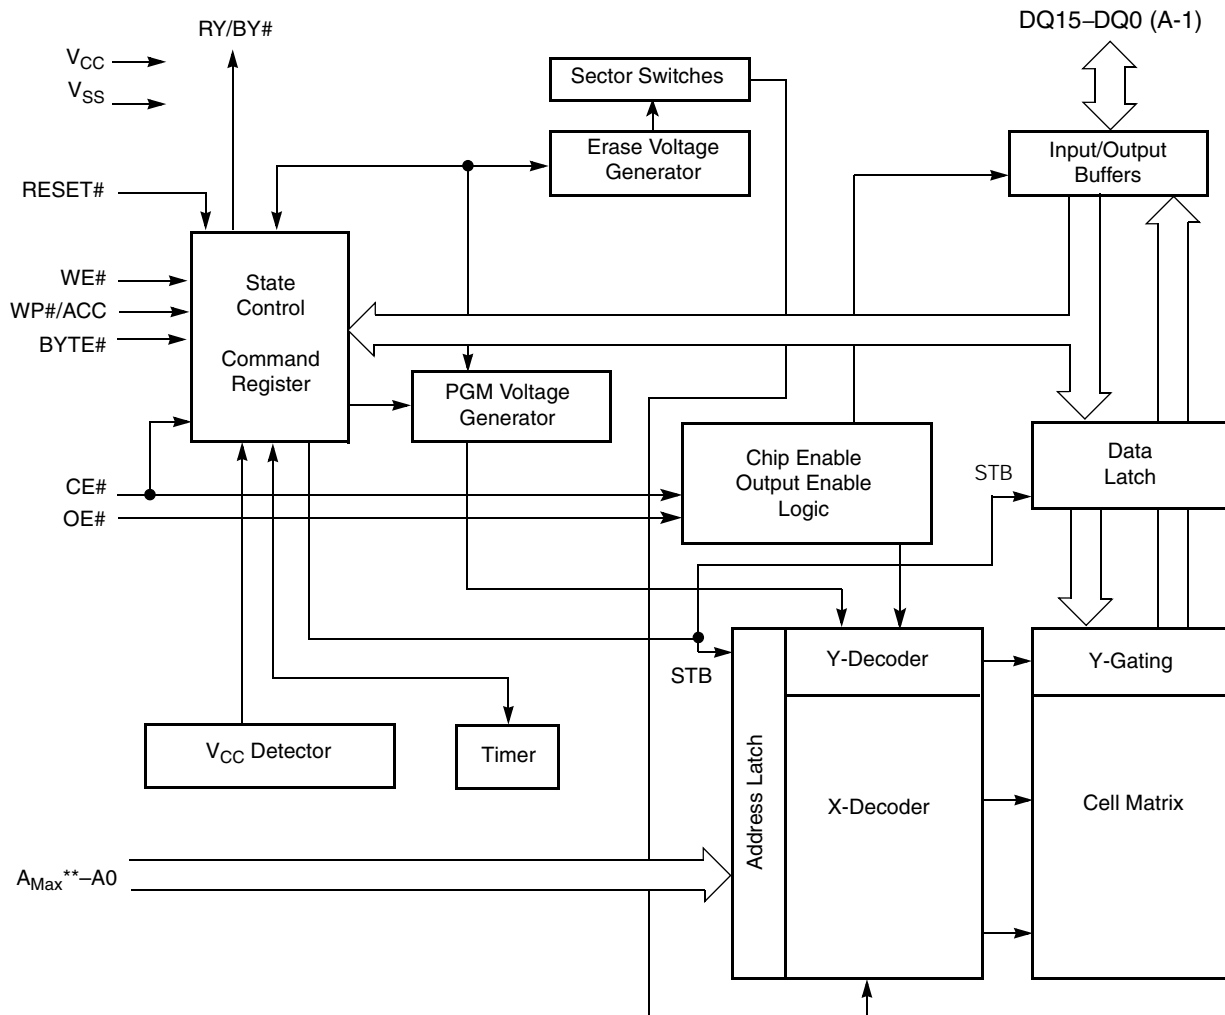 RY/BY#
DQ15–DQ0 (A-1)
VCC
VSS
Sector Switches
Erase Voltage
Generator
Input/Output
Buffers
RESET#
WE#
WP#/ACC
BYTE#
State
Control
Command
Register
PGM Voltage
Generator
CE#
OE#
Chip Enable
Output Enable
Logic
STB
Data
Latch
STB
Y-Decoder
Y-Gating
VCC Detector
Timer
Address Latch
X-Decoder
Cell Matrix
AMax**–A0